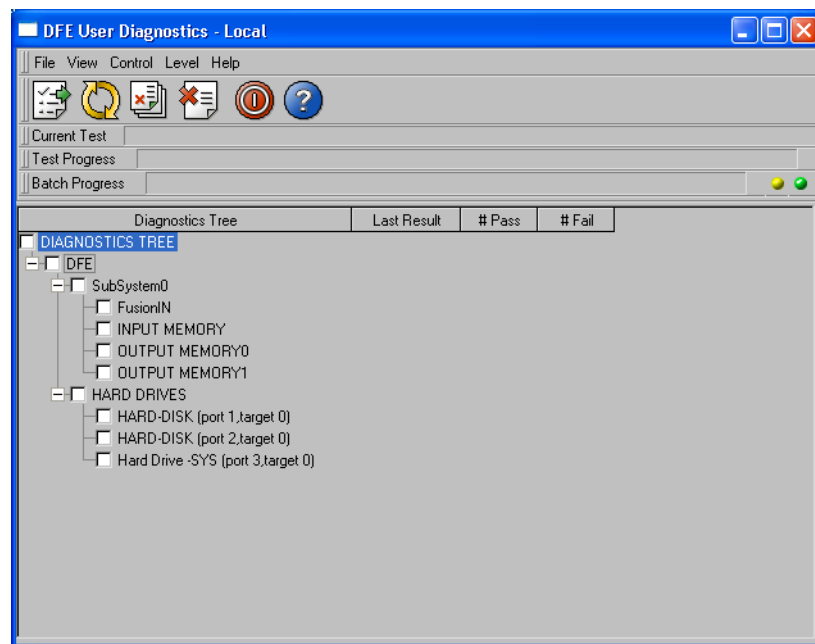 DFE User Diagnostics - Local
File View Control Level Help
Current Test
Test Progress
Batch Progress
Diagnostics Tree Last Result # Pass # Fail
DIAGNOSTICS TREE
DFE
SubSystem0
FusionIN
INPUT MEMORY
OUTPUT MEMORY0
OUTPUT MEMORY1
HARD DRIVES
HARD-DISK (port 1,target 0)
HARD-DISK (port 2,target 0)
Hard Drive -SYS (port 3,target 0)